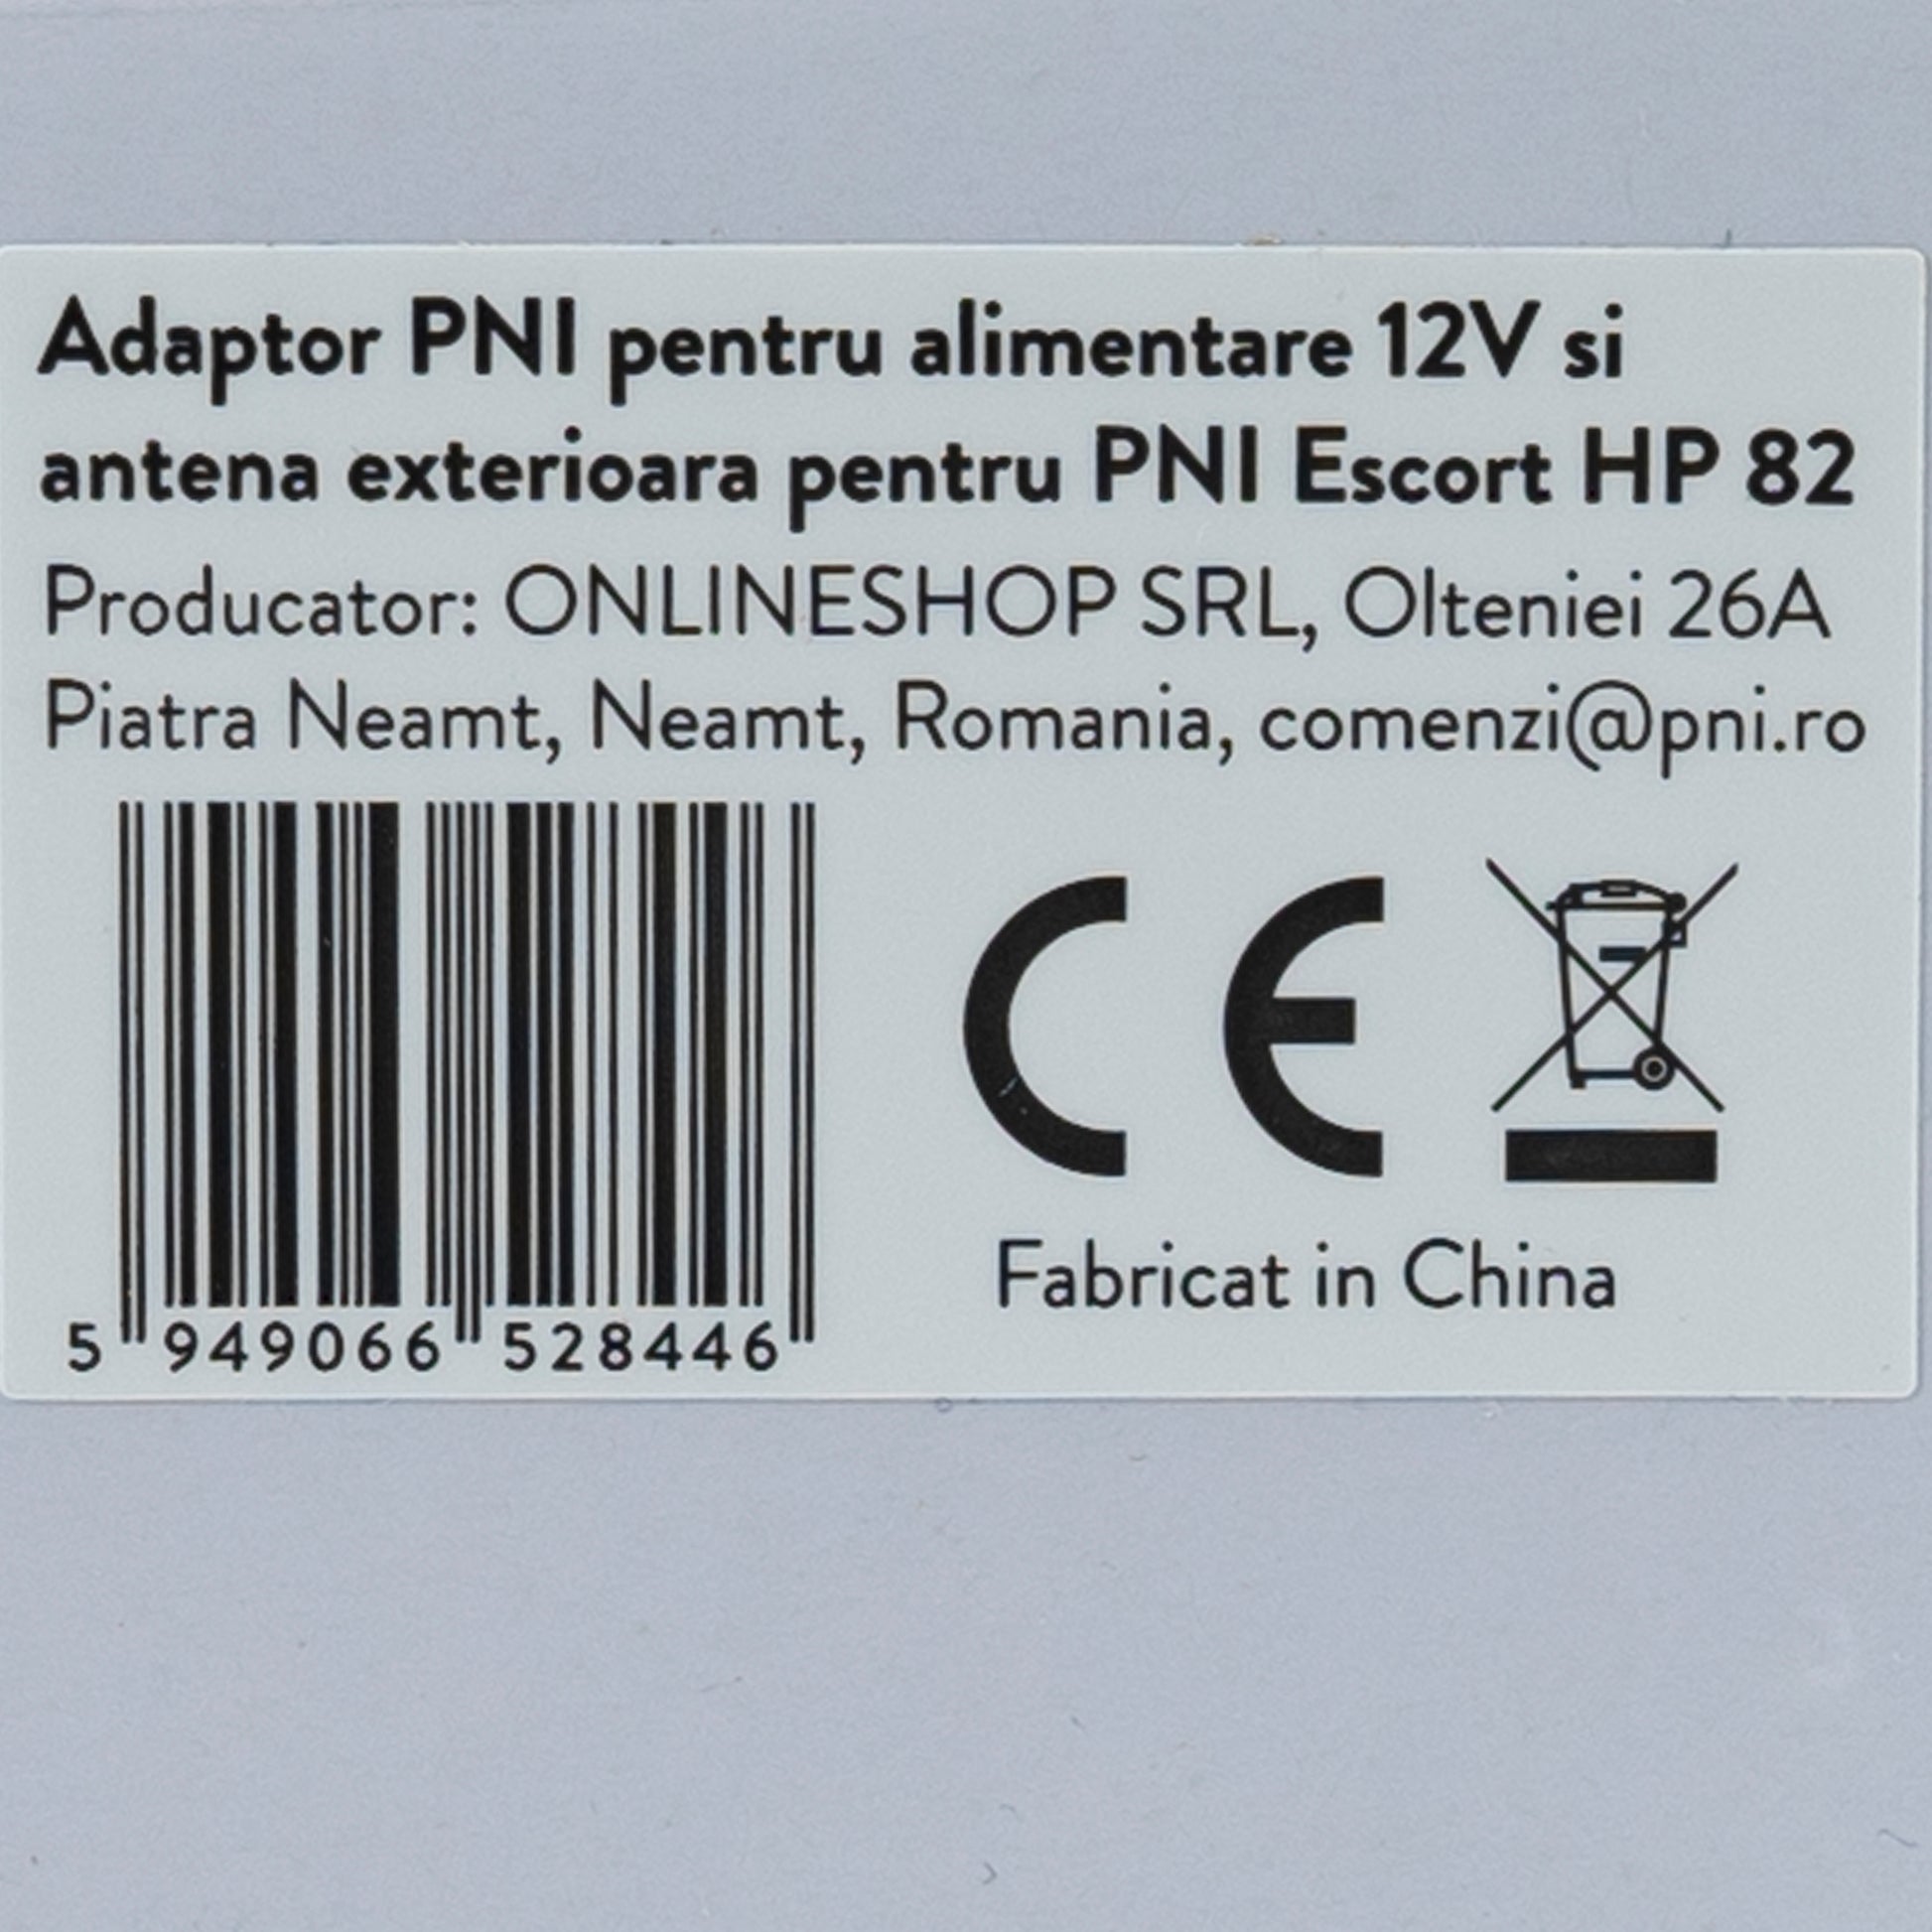 Adaptor PNI pentru alimentare 12V si
antena exterioara pentru PNI Escort HP 82
Producator: ONLINESHOP SRL, Olteniei 26A
Piatra Neamt, Neamt, Romania, comenzi@pni.ro
CE
Fabricat in China
5 949066 528446